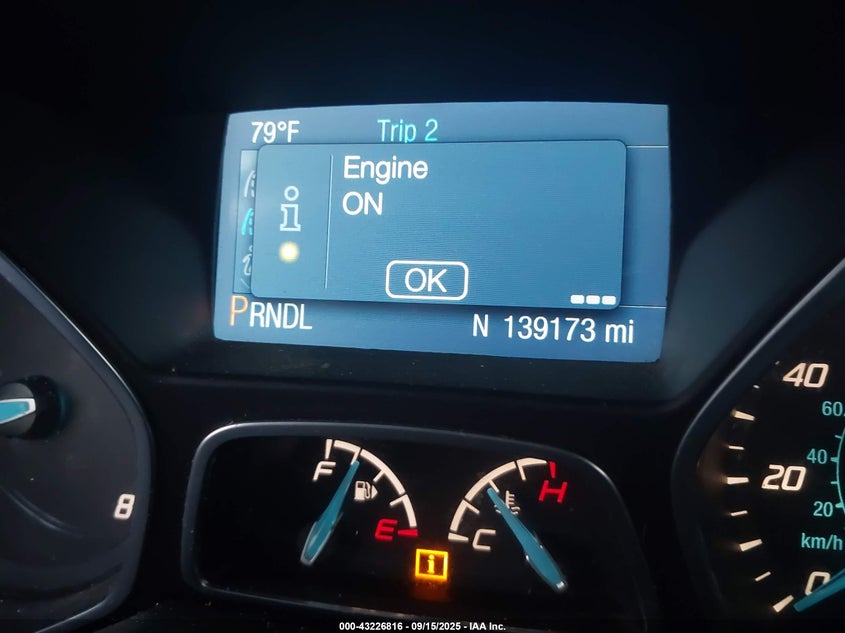 79°F Trip 2
Engine
ON
OK
PRNDL N 139173 mi
40
60
F
H
40
20
8
E
C
20
km/h
i
0
000-43226816 - 09/15/2025 - IAA Inc.